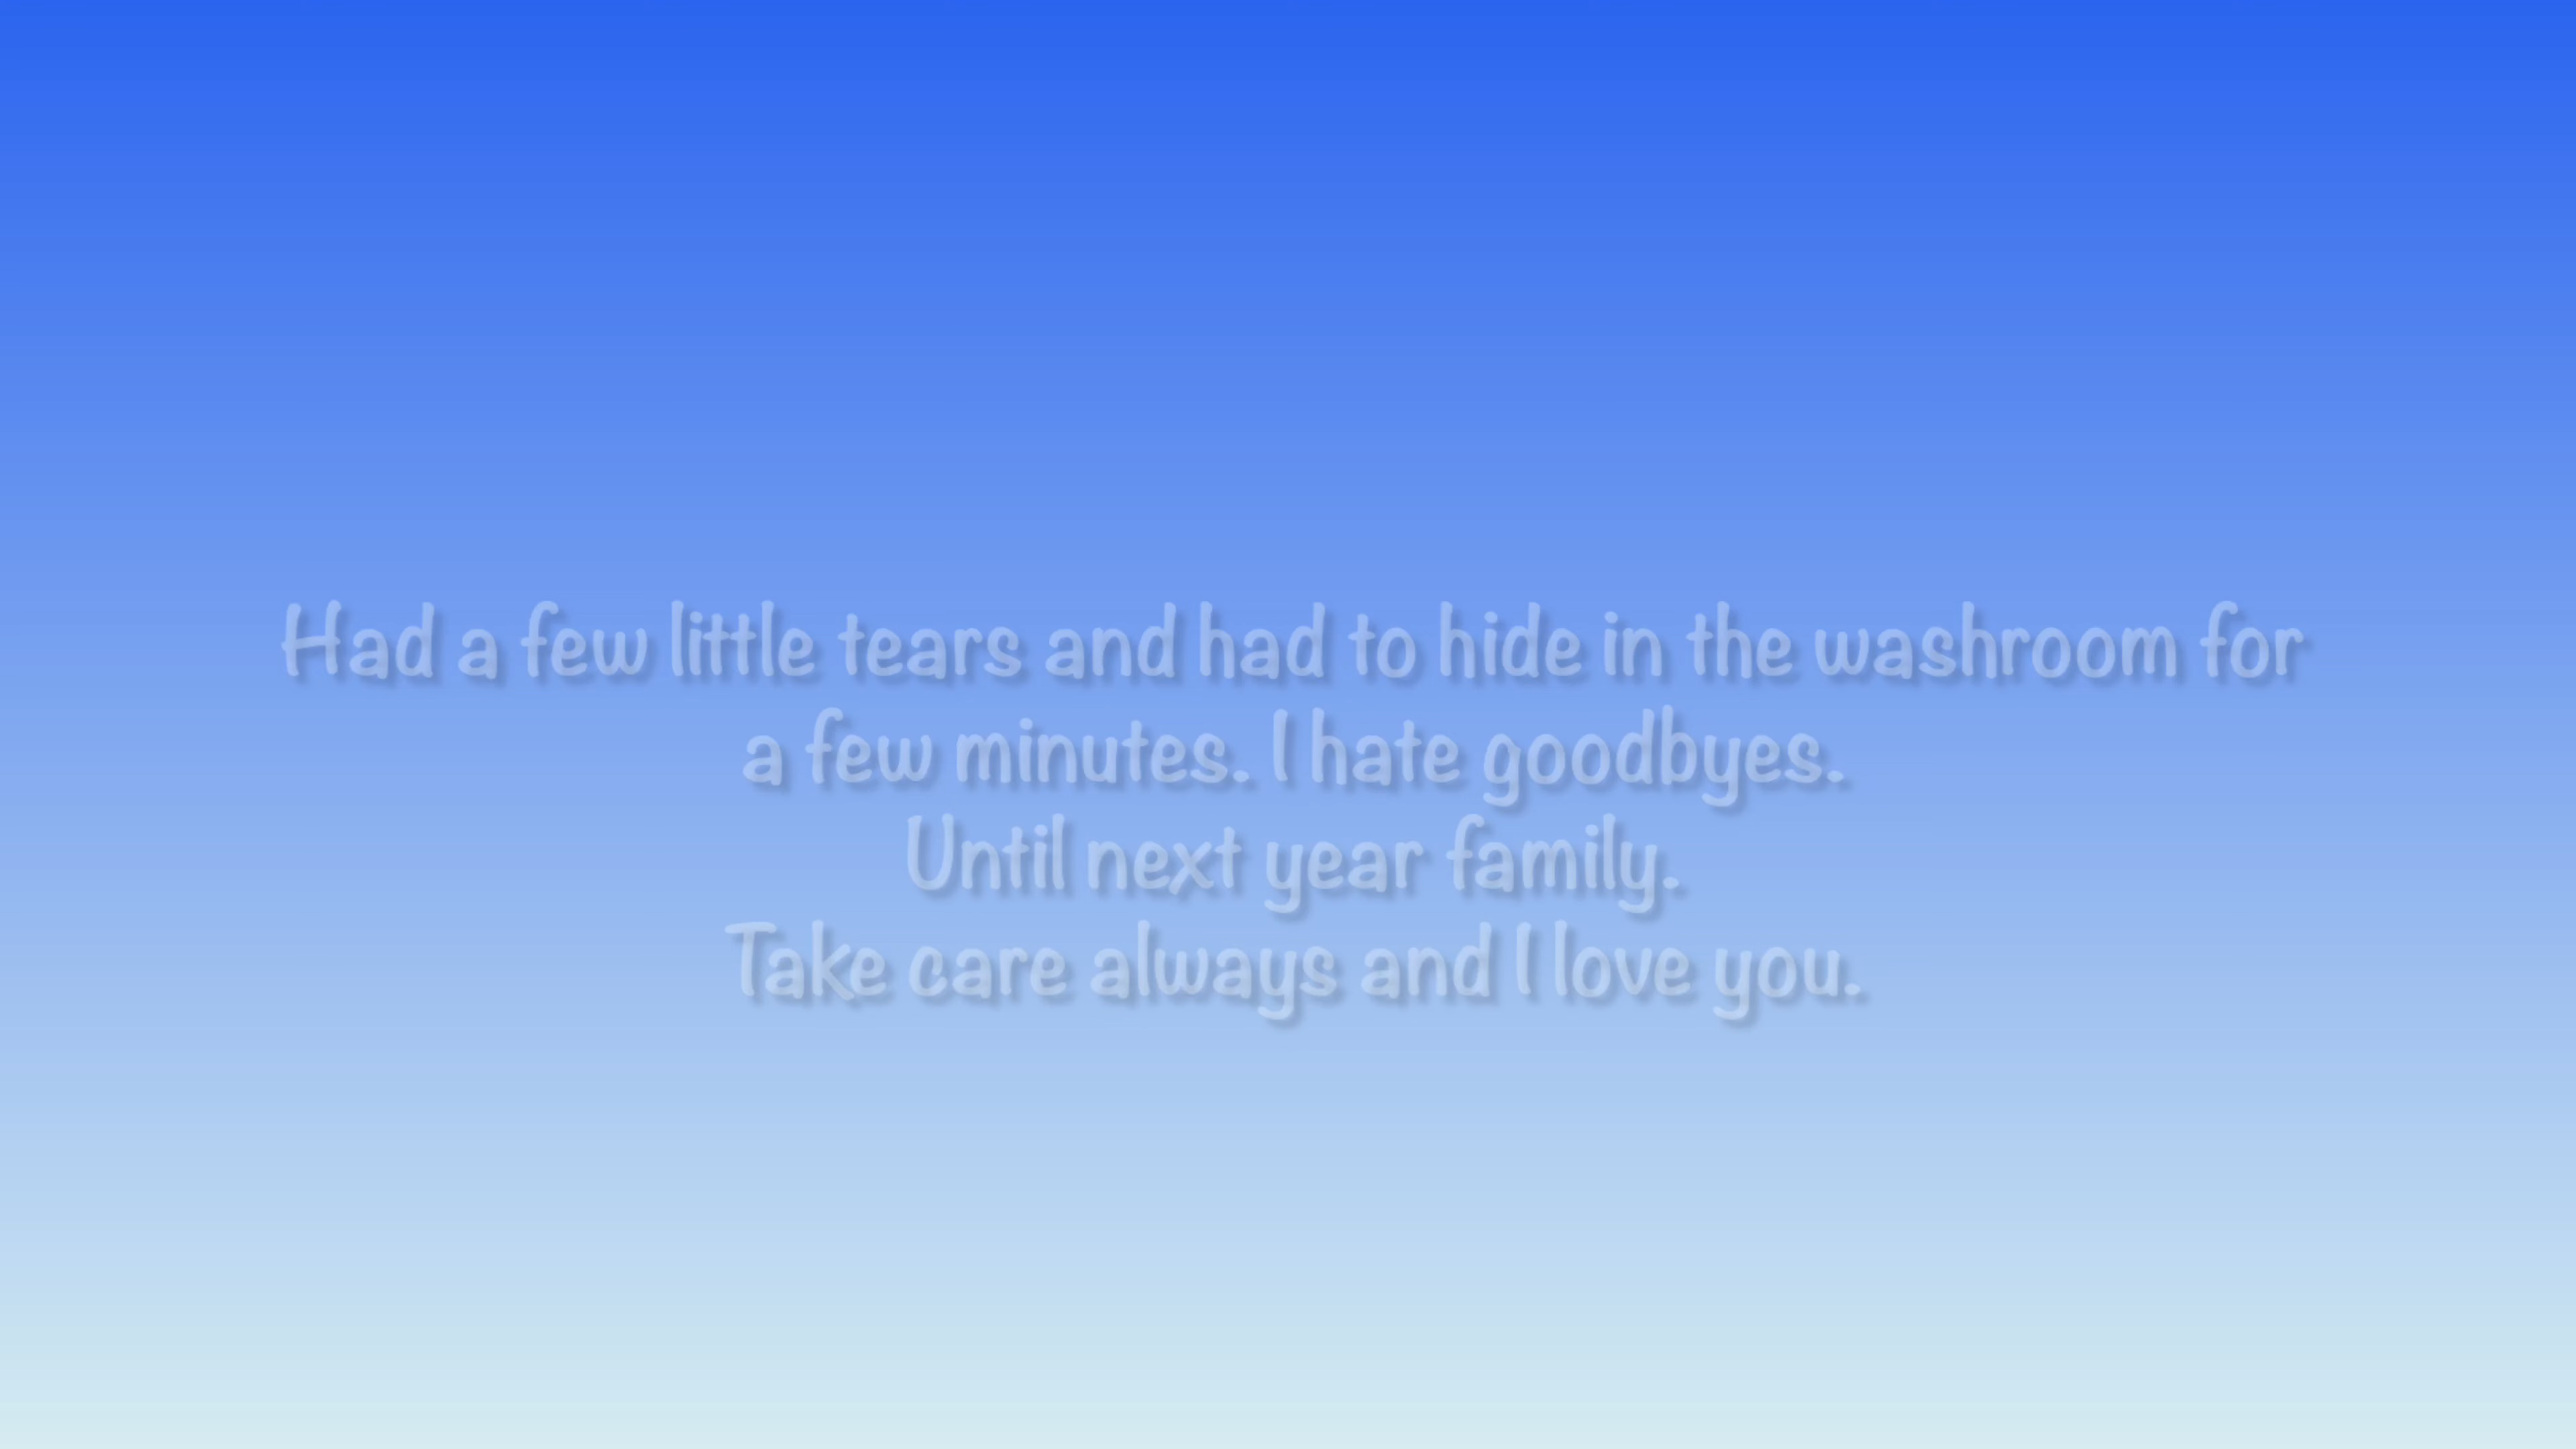 Had a few little tears and had to hide in the washroom for
a few minutes. I hate goodbyes.
Until next year family.
Take care always and I love you.